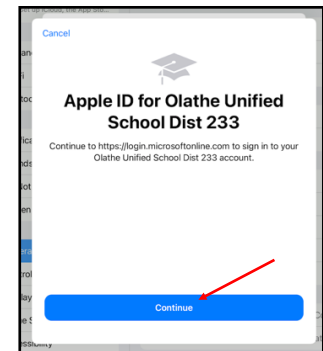 Cancel
Apple ID for Olathe Unified
School Dist 233
Continue to https://login.microsoftonline.com to sign in to your
Olathe Unified School Dist 233 account.
Continue